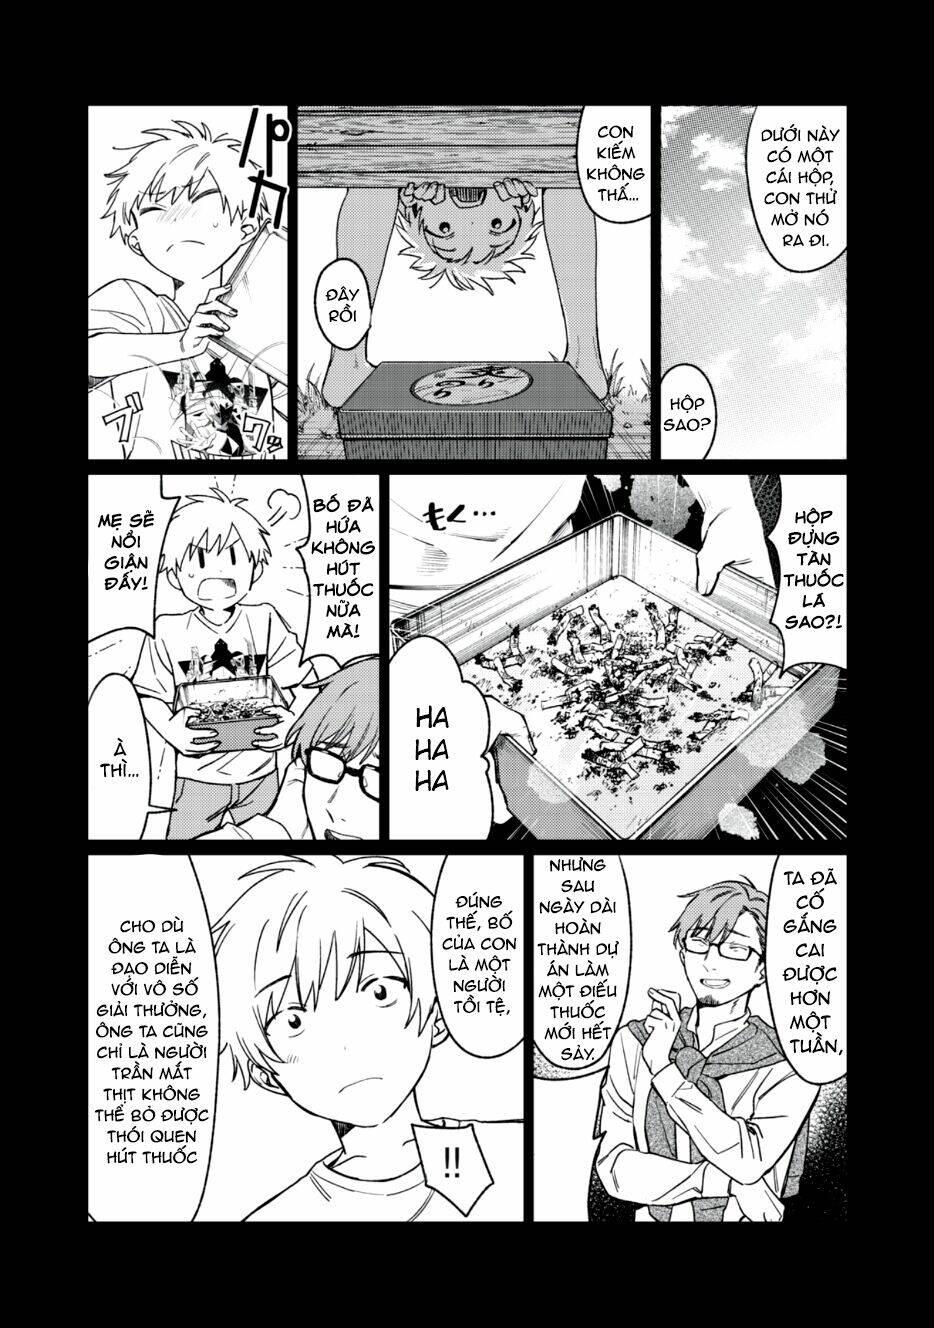 DƯỚI NÀY
CÓ MỘT
CÁI HỘP,
CON THỬ
MỞ NÓ
RA ĐI.
HỘP
SAO?
CON
KIẾM
KHÔNG
THẤ...
ĐÂY
RỒI
パカ
HỘP
ĐỰNG
TÀN
THUỐC
LÁ
SAO?!
もく...
HA
HA
HA
BỐ ĐÃ
HỨA
KHÔNG
HÚT
THUỐC
NỮA
MÀ!
MẸ SẼ
NỔI
GIẬN
ĐẤY!
À
THÌ...
TA ĐÃ
CỐ
GẮNG
CAI
ĐƯỢC
HƠN
MỘT
TUẦN,
NHƯNG
SAU
NGÀY DÀI
HOÀN
THÀNH DỰ
ÁN LÀM
MỘT ĐIẾU
THUỐC
MỚI HẾT
SẢY.
ĐÚNG
THẾ, BỐ
CỦA CON
LÀ MỘT
NGƯỜI
TỒI TỆ,
!!
CHO DÙ
ÔNG TA LÀ
ĐẠO DIỄN
VỚI VÔ SỐ
GIẢI THƯỞNG,
ÔNG TA CŨNG
CHỈ LÀ NGƯỜI
TRẦN MẮT
THỊT KHÔNG
THỂ BỎ ĐƯỢC
THÓI QUEN
HÚT THUỐC